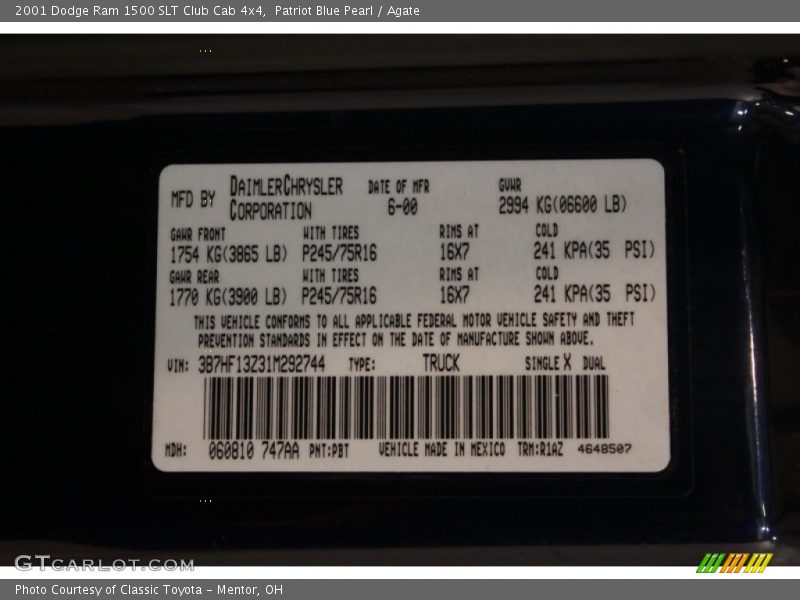 2001 Dodge Ram 1500 SLT Club Cab 4x4,  Patriot Blue Pearl / Agate
MFD BY DAIMLERCHRYSLER CORPORATION DATE OF MFR 6-00 GVWR 2994 KG(06600 LB)
GAWR FRONT WITH TIRES RIMS AT COLD
1754 KG(3865 LB) P245/75R16 16X7 241 KPA(35 PSI)
GAWR REAR WITH TIRES RIMS AT COLD
1770 KG(3900 LB) P245/75R16 16X7 241 KPA(35 PSI)
THIS VEHICLE CONFORMS TO ALL APPLICABLE FEDERAL MOTOR VEHICLE SAFETY AND THEFT
PREVENTION STANDARDS IN EFFECT ON THE DATE OF MANUFACTURE SHOWN ABOVE.
VIN: 3B7HF13Z31M292744 TYPE: TRUCK SINGLE X DUAL
MDH: 060810 747AA PNT:PBT VEHICLE MADE IN MEXICO TRM:R1AZ 4648507
GTCARLOT.COM
Photo Courtesy of Classic Toyota - Mentor, OH